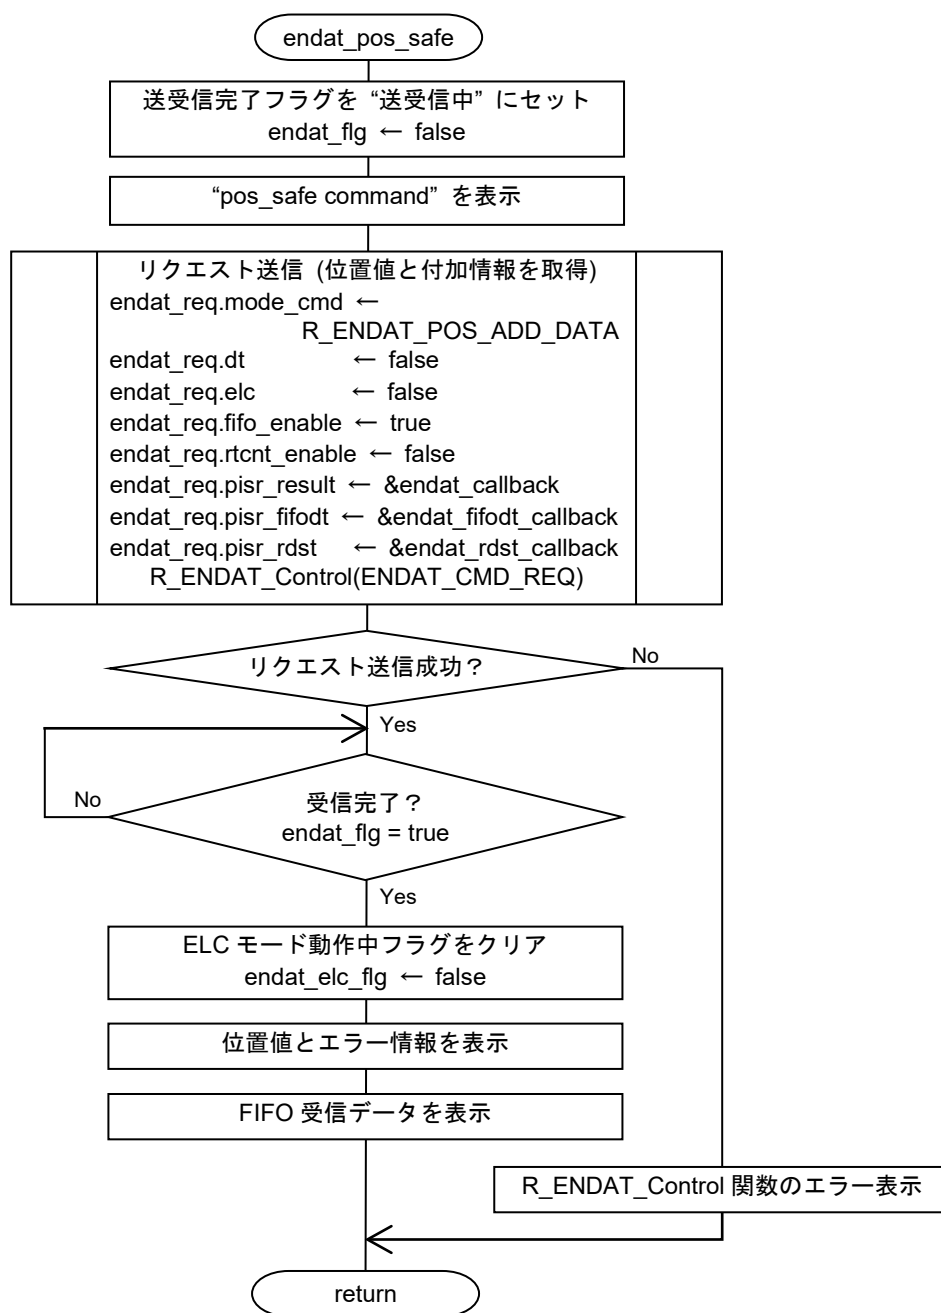 endat_pos_safe
送受信完了フラグを “送受信中” にセット
endat_flg ← false
“pos_safe command” を表示
リクエスト送信 (位置値と付加情報を取得)
endat_req.mode_cmd ←
R_ENDAT_POS_ADD_DATA
endat_req.dt ← false
endat_req.elc ← false
endat_req.fifo_enable ← true
endat_req.rtcnt_enable ← false
endat_req.pisr_result ← &endat_callback
endat_req.pisr_fifodt ← &endat_fifodt_callback
endat_req.pisr_rdst ← &endat_rdst_callback
R_ENDAT_Control(ENDAT_CMD_REQ)
リクエスト送信成功？
No
Yes
No
受信完了？
endat_flg = true
Yes
ELC モード動作中フラグをクリア
endat_elc_flg ← false
位置値とエラー情報を表示
FIFO 受信データを表示
R_ENDAT_Control 関数のエラー表示
return